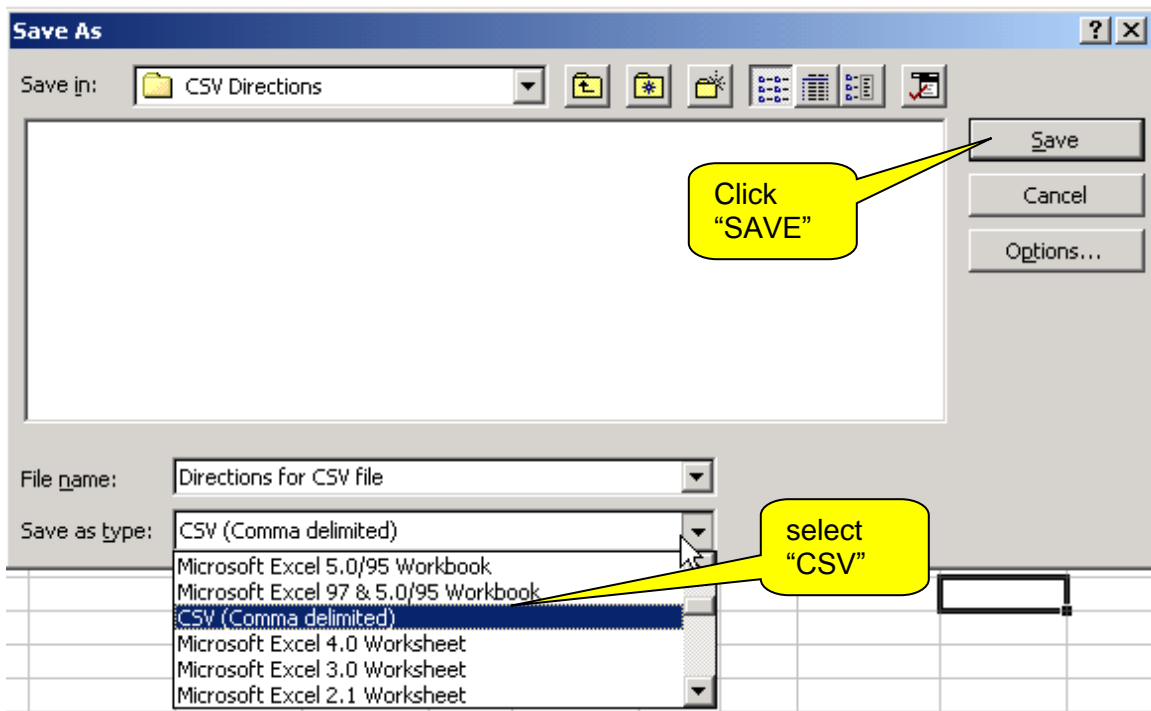 Save As
Save in: CSV Directions
Save
Click
“SAVE”
Cancel
Options...
File name: Directions for CSV file
Save as type: CSV (Comma delimited)
select
“CSV”
Microsoft Excel 5.0/95 Workbook
Microsoft Excel 97 & 5.0/95 Workbook
CSV (Comma delimited)
Microsoft Excel 4.0 Worksheet
Microsoft Excel 3.0 Worksheet
Microsoft Excel 2.1 Worksheet